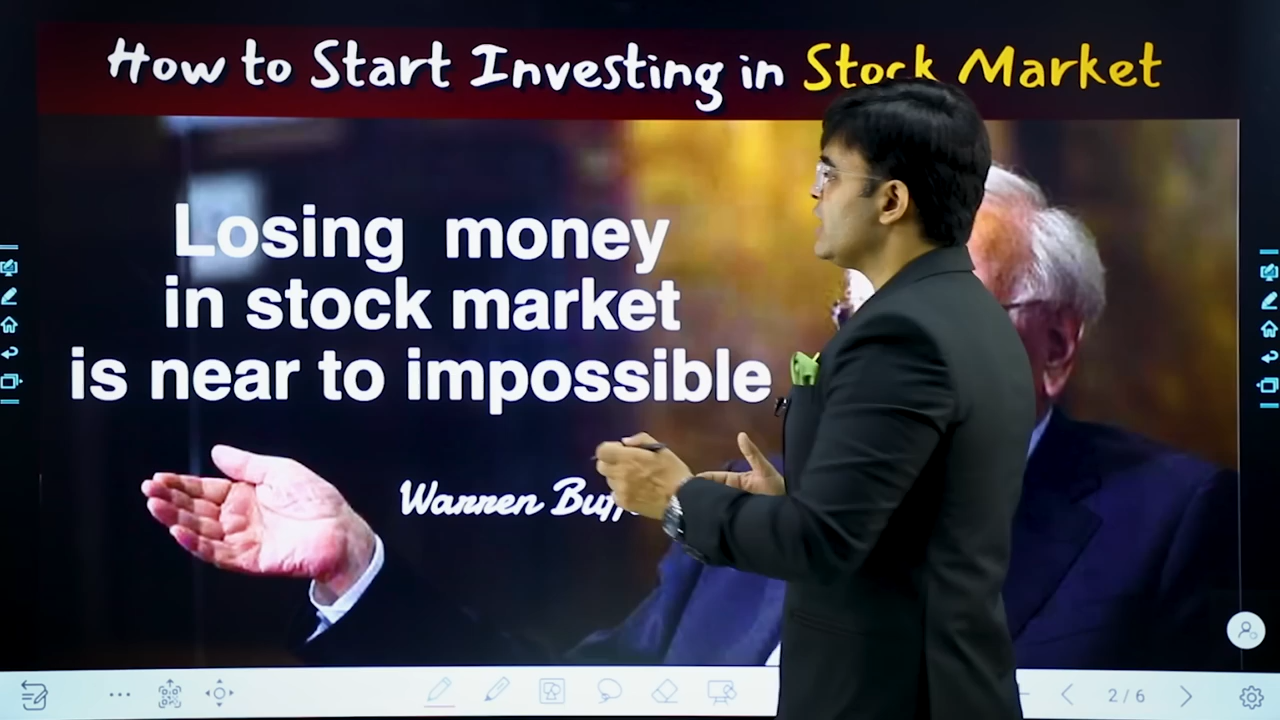 How to Start Investing in Stock Market
Losing money
in stock market
is near to impossible
Warren
2/6